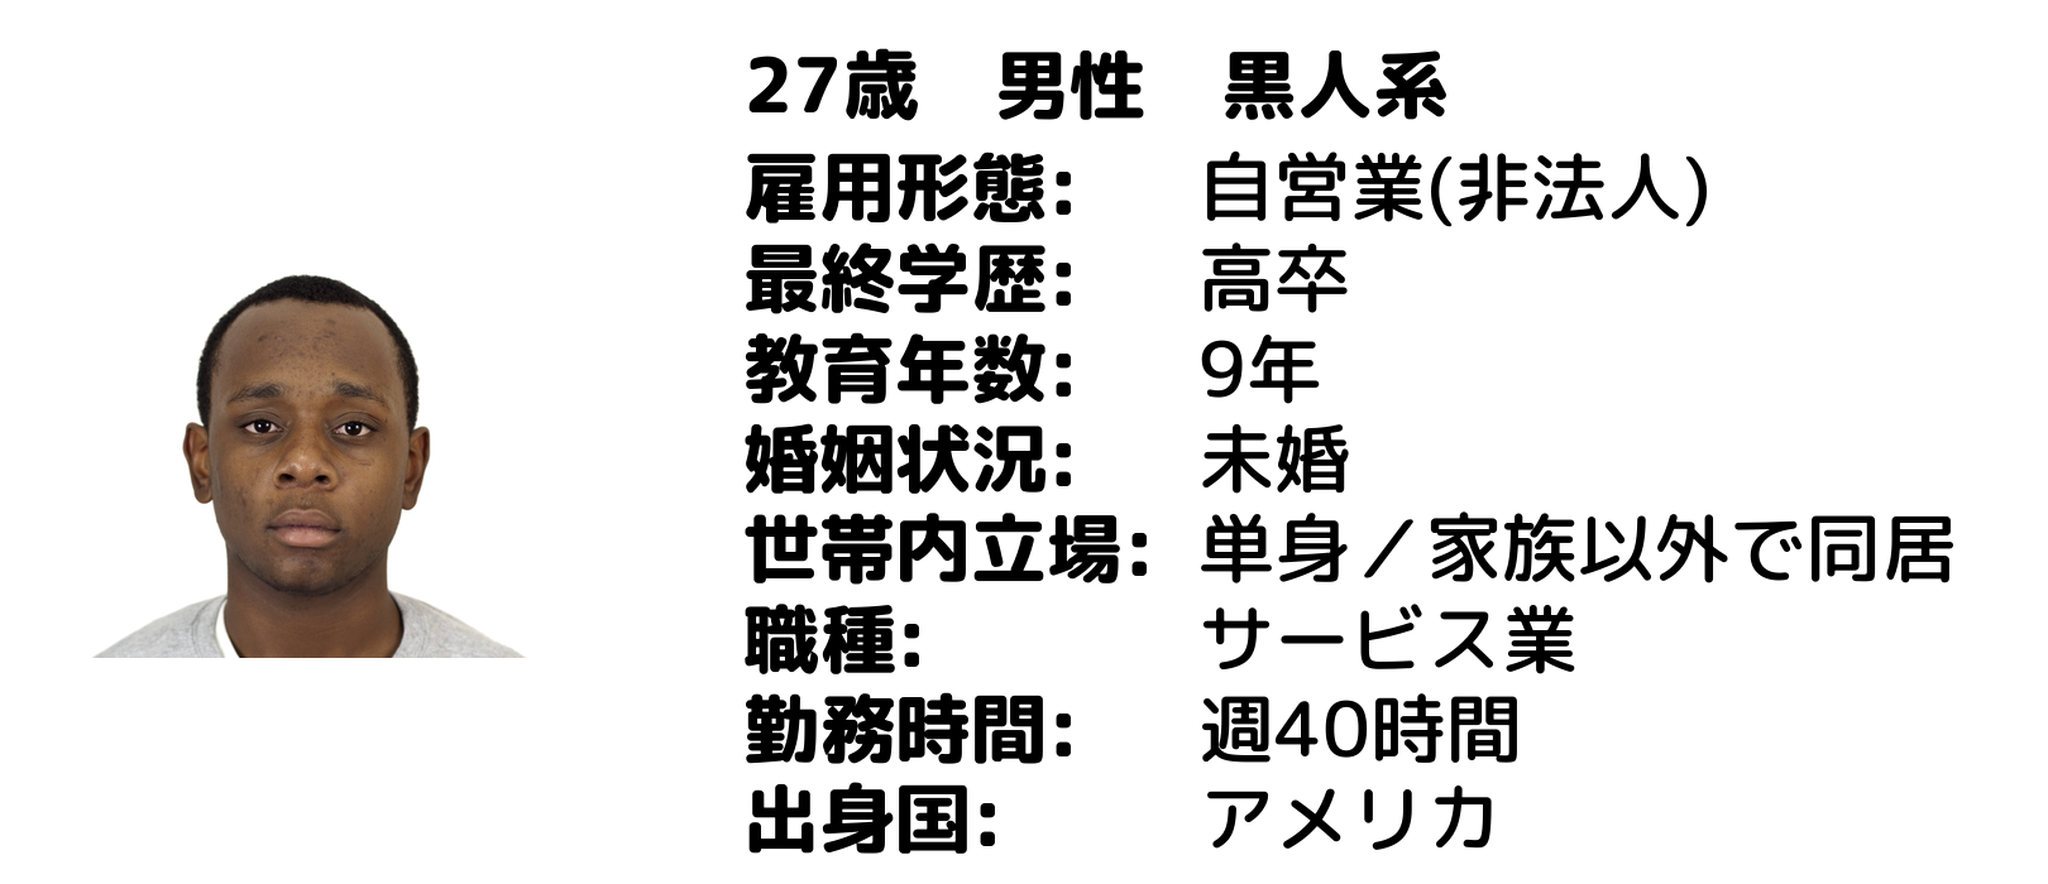 27歳　男性　黒人系
雇用形態: 自営業(非法人)
最終学歴: 高卒
教育年数: 9年
婚姻状況: 未婚
世帯内立場: 単身／家族以外で同居
職種: サービス業
勤務時間: 週40時間
出身国: アメリカ